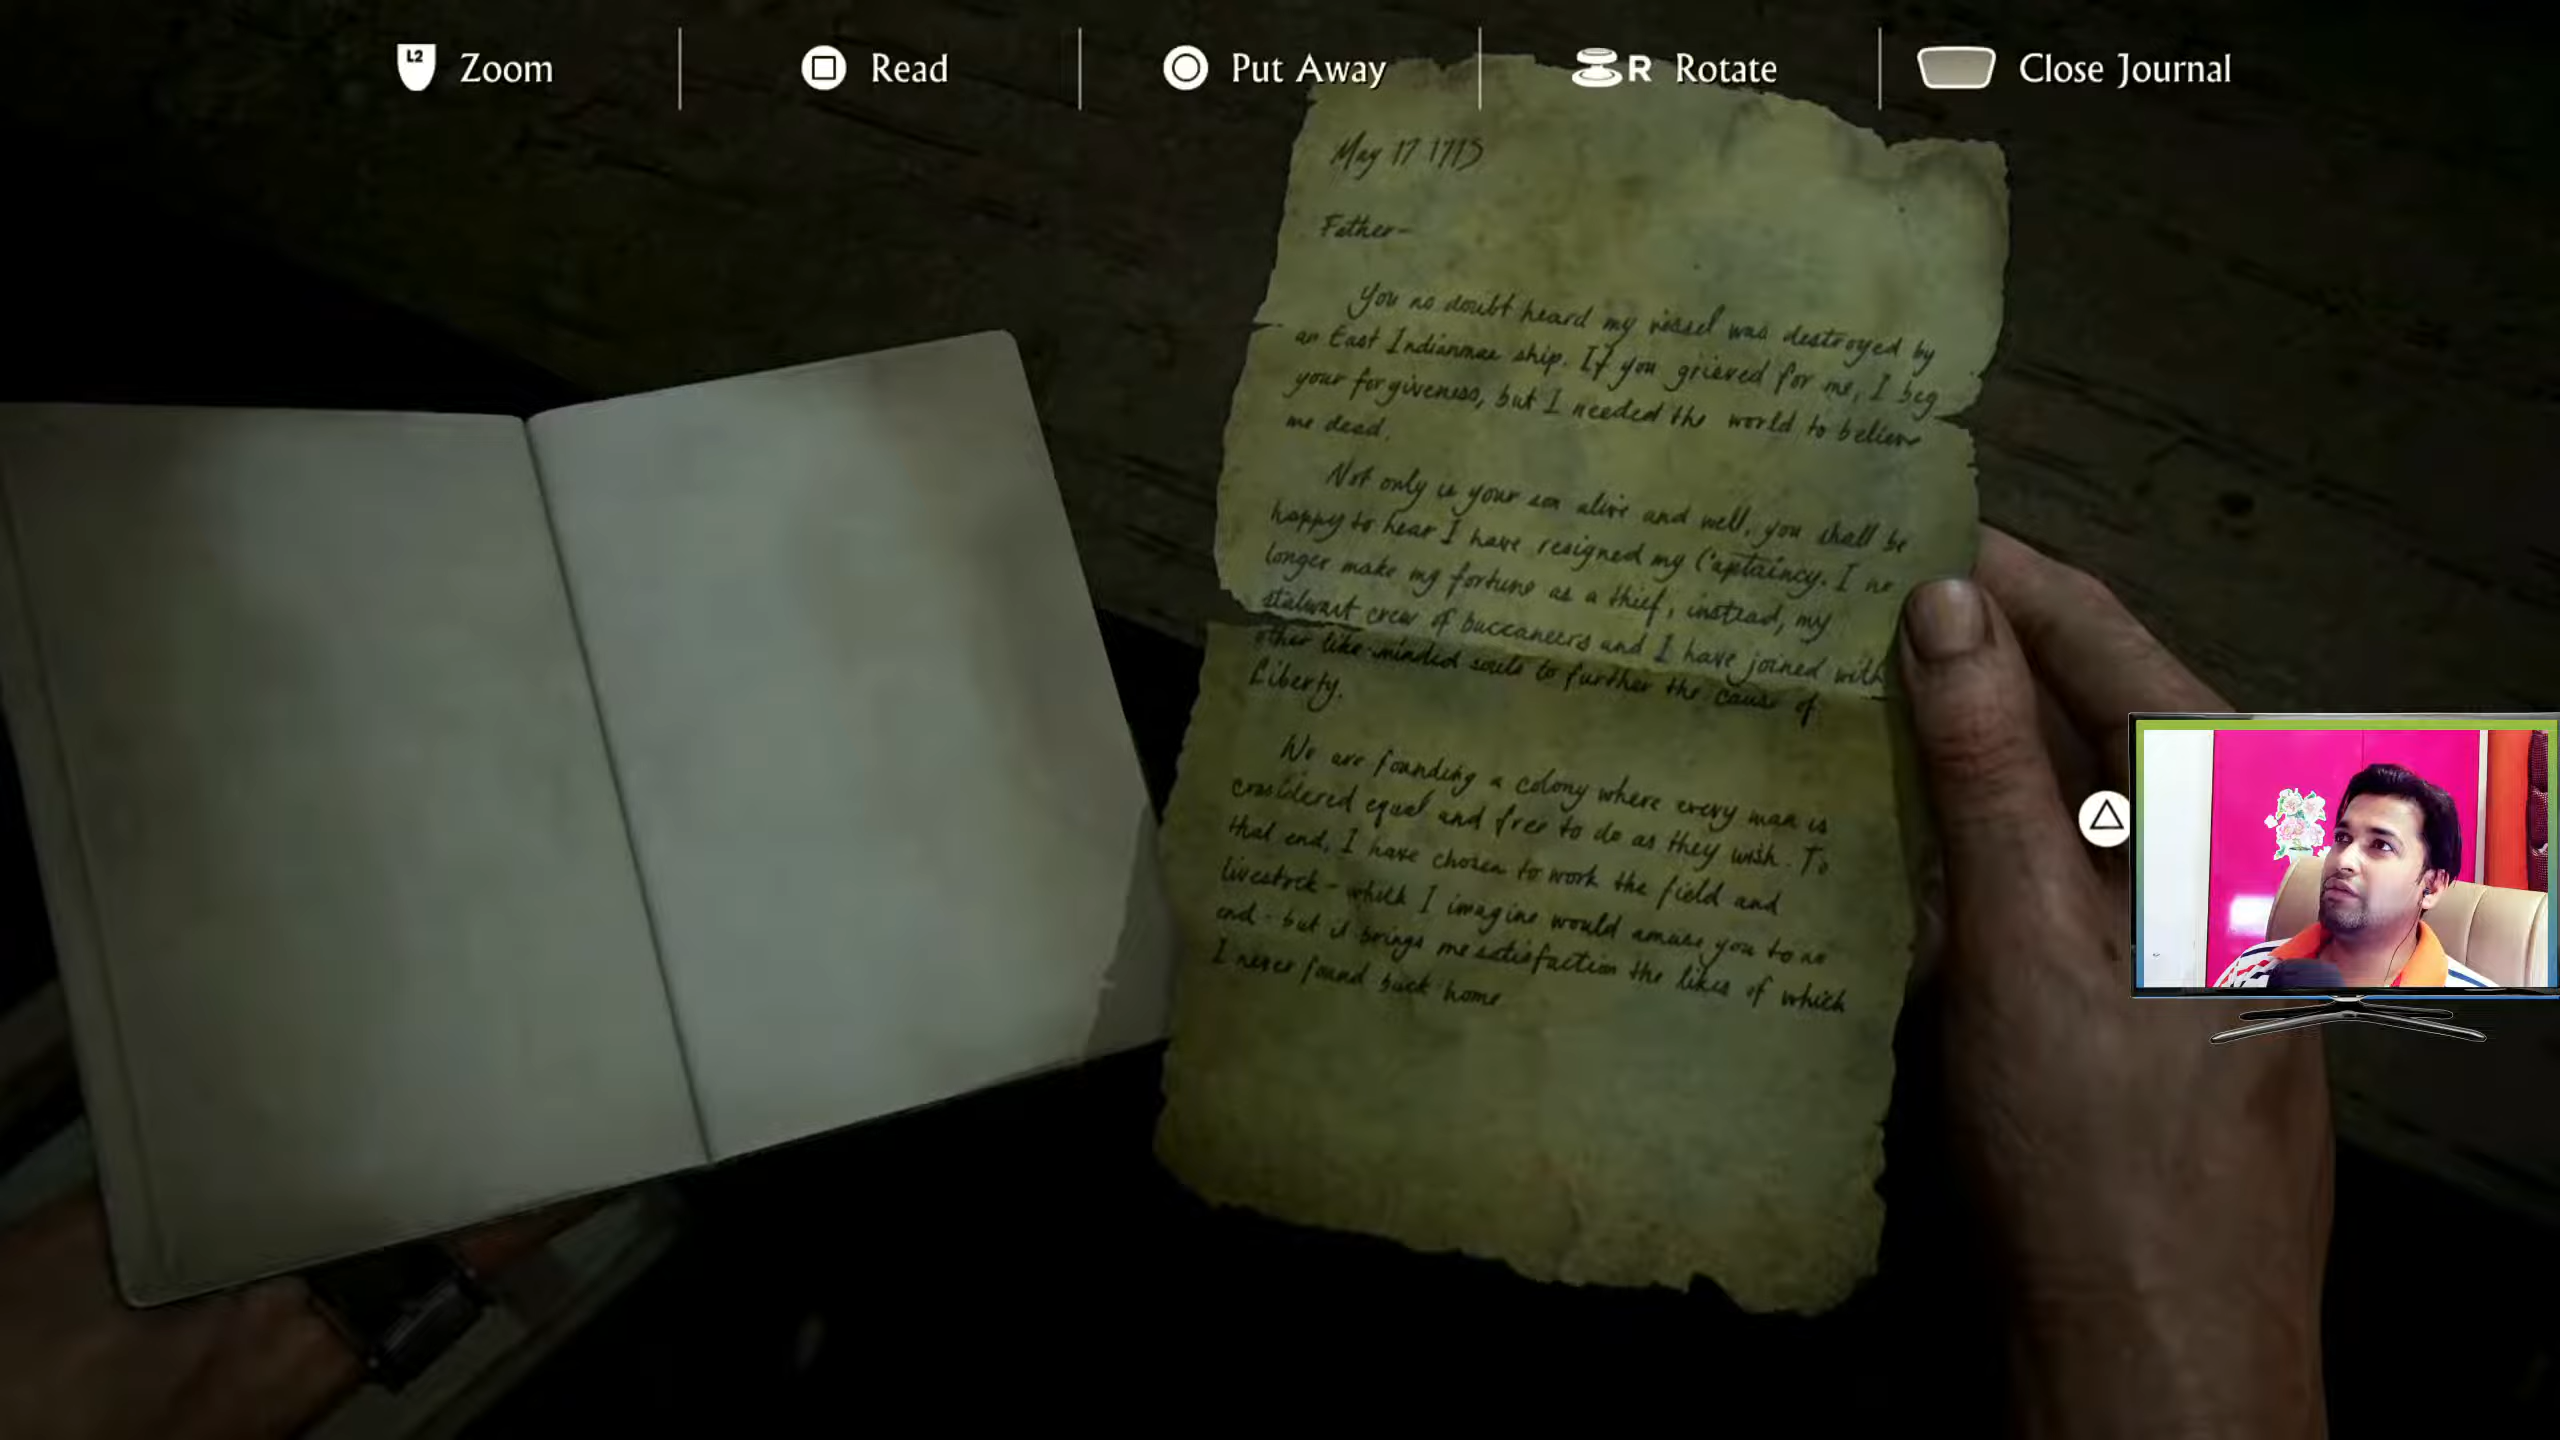 L2 Zoom
Read
Put Away
R Rotate
Close Journal
May 17 1715
Father-
You no doubt heard my vessel was destroyed by
an East Indianman ship. If you grieved for me, I beg
your forgiveness, but I needed the world to believe
me dead.
Not only is your son alive and well, you shall be
happy to hear I have resigned my Captaincy. I no
longer make my fortune as a thief, instead, my
stalwart crew of buccaneers and I have joined with
other like-minded souls to further the cause of
Liberty.
We are founding a colony where every man is
considered equal and free to do as they wish. To
that end, I have chosen to work the field and
livestock - which I imagine would amuse you to no
end - but it brings me satisfaction the likes of which
I never found back home